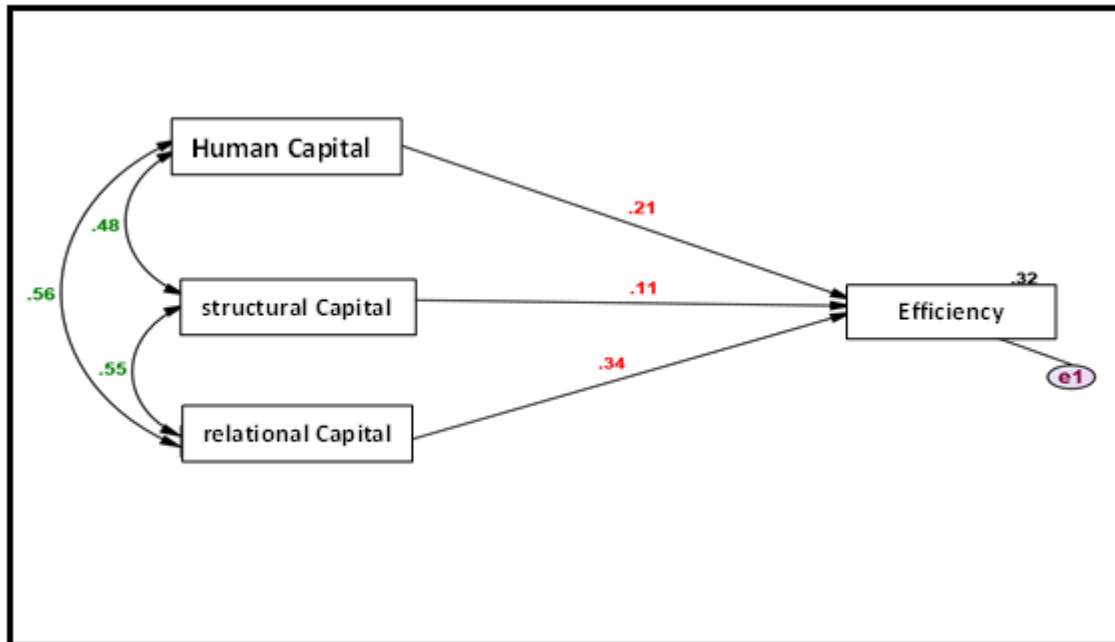 Human Capital
.21
.48
.32
.56
structural Capital
.11
Efficiency
.55
.34
e1
relational Capital